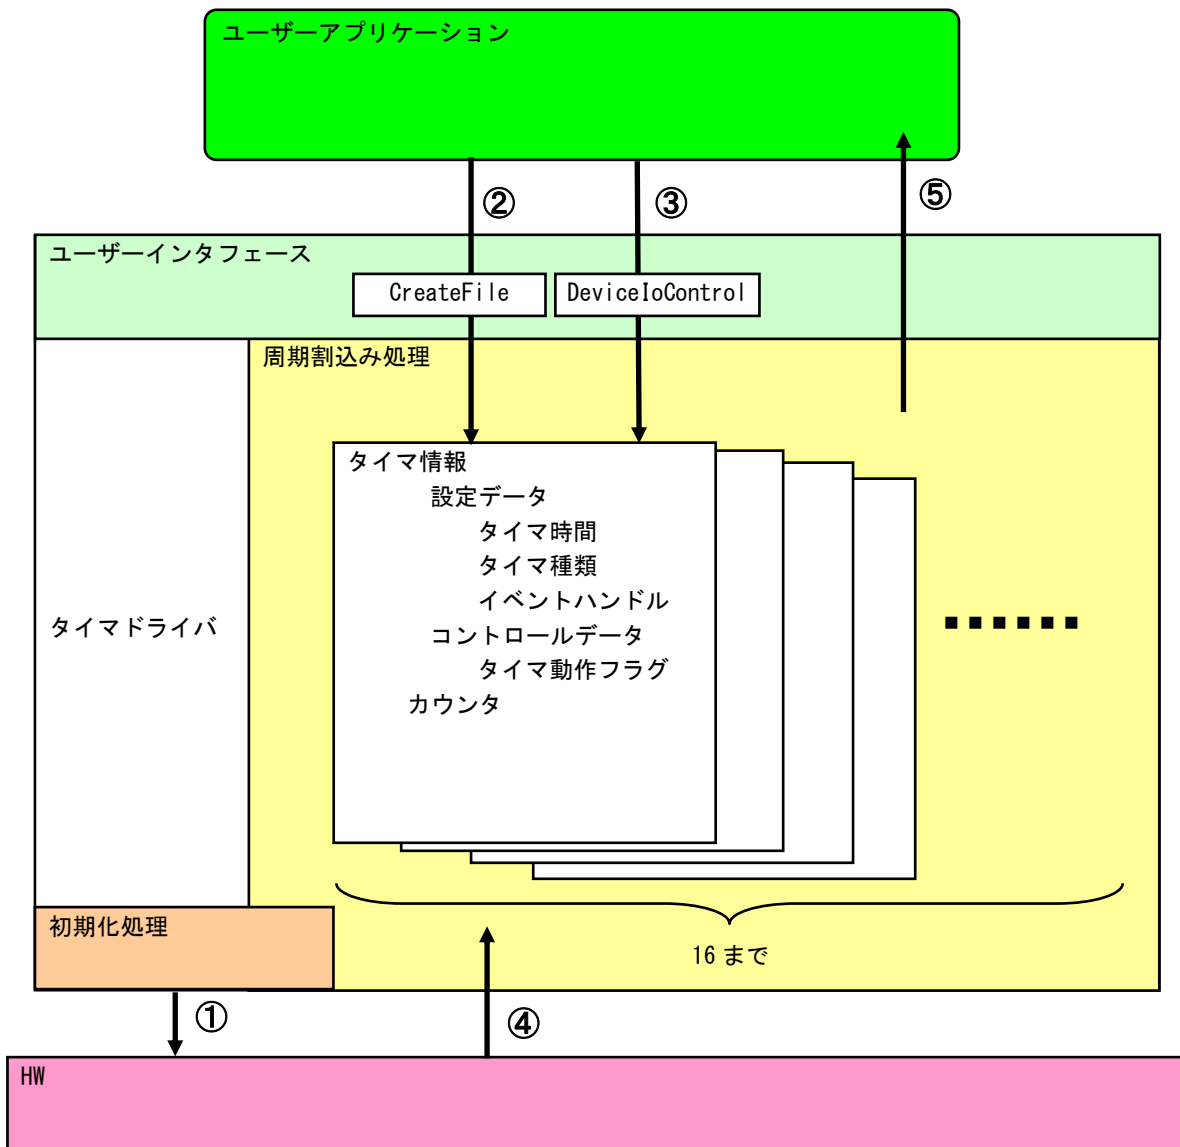 ユーザーアプリケーション
②
③
⑤
ユーザーインタフェース
CreateFile
DeviceIoControl
周期割込み処理
タイマ情報
設定データ
タイマ時間
タイマ種類
イベントハンドル
コントロールデータ
タイマ動作フラグ
カウンタ
タイマドライバ
初期化処理
16 まで
①
④
HW